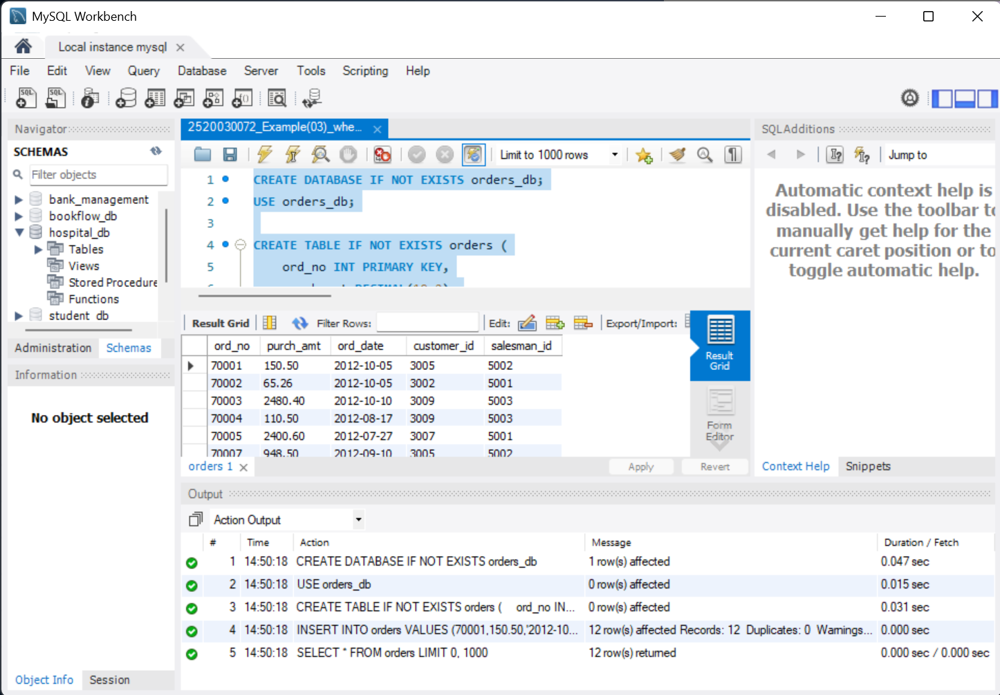 MySQL Workbench
Local instance mysql
File Edit View Query Database Server Tools Scripting Help
Navigator
SCHEMAS
Filter objects
bank_management
bookflow_db
hospital_db
Tables
Views
Stored Procedure
Functions
student_db
Administration Schemas
Information
No object selected
Object Info Session
2520030072_Example(03)_whe...
Limit to 1000 rows
1 CREATE DATABASE IF NOT EXISTS orders_db;
2 USE orders_db;
3
4 CREATE TABLE IF NOT EXISTS orders (
5 ord_no INT PRIMARY KEY,
Result Grid Filter Rows: Edit: Export/Import:
ord_no purch_amt ord_date customer_id salesman_id
70001 150.50 2012-10-05 3005 5002
70002 65.26 2012-10-05 3002 5001
70003 2480.40 2012-10-10 3009 5003
70004 110.50 2012-08-17 3009 5003
70005 2400.60 2012-07-27 3007 5001
70007 948.50 2012-09-10 3005 5002
Result
Grid
Form
Editor
orders 1
Apply Revert
SQLAdditions
Jump to
Automatic context help is
disabled. Use the toolbar to
manually get help for the
current caret position or to
toggle automatic help.
Context Help Snippets
Output
Action Output
# Time Action Message Duration / Fetch
1 14:50:18 CREATE DATABASE IF NOT EXISTS orders_db 1 row(s) affected 0.047 sec
2 14:50:18 USE orders_db 0 row(s) affected 0.015 sec
3 14:50:18 CREATE TABLE IF NOT EXISTS orders ( ord_no IN... 0 row(s) affected 0.031 sec
4 14:50:18 INSERT INTO orders VALUES (70001,150.50,'2012-10... 12 row(s) affected Records: 12 Duplicates: 0 Warnings... 0.000 sec
5 14:50:18 SELECT * FROM orders LIMIT 0, 1000 12 row(s) returned 0.000 sec / 0.000 sec